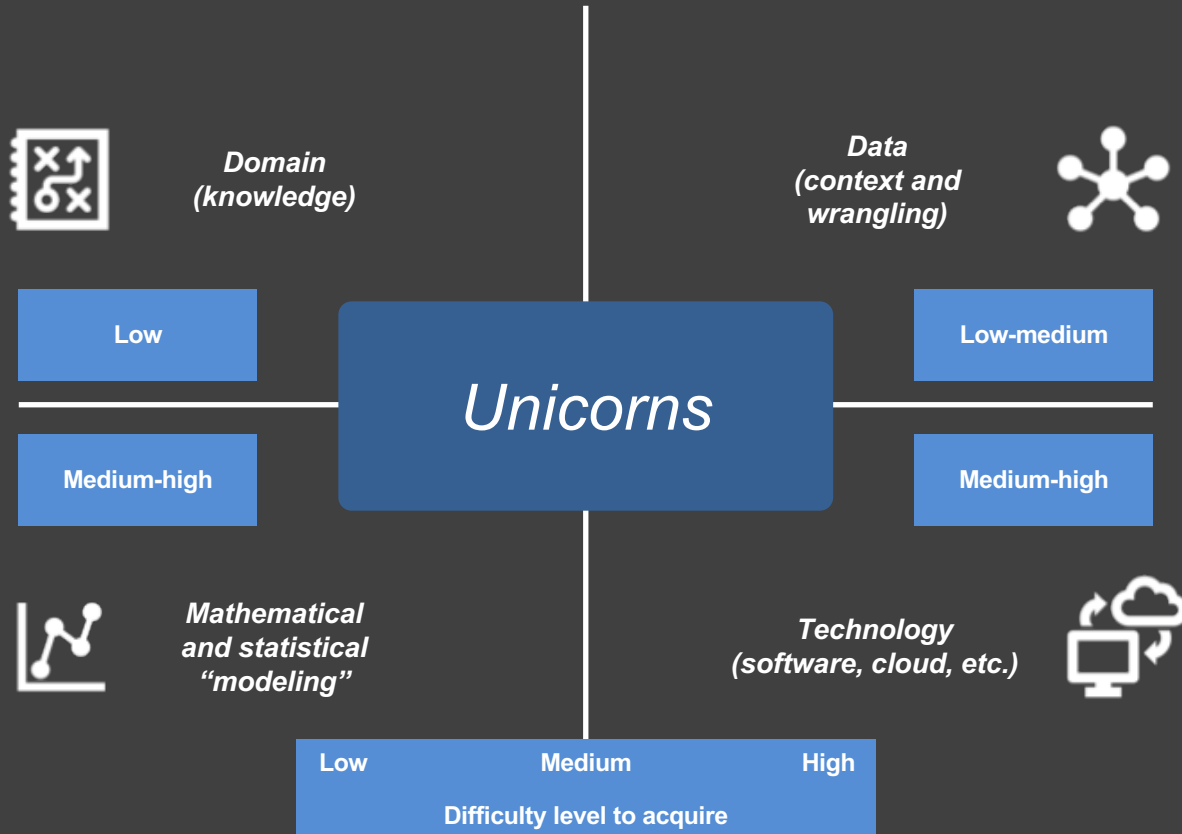 Domain
(knowledge)
Data
(context and
wrangling)
Low
Low-medium
Unicorns
Medium-high
Medium-high
Mathematical
and statistical
“modeling”
Technology
(software, cloud, etc.)
Low Medium High
Difficulty level to acquire